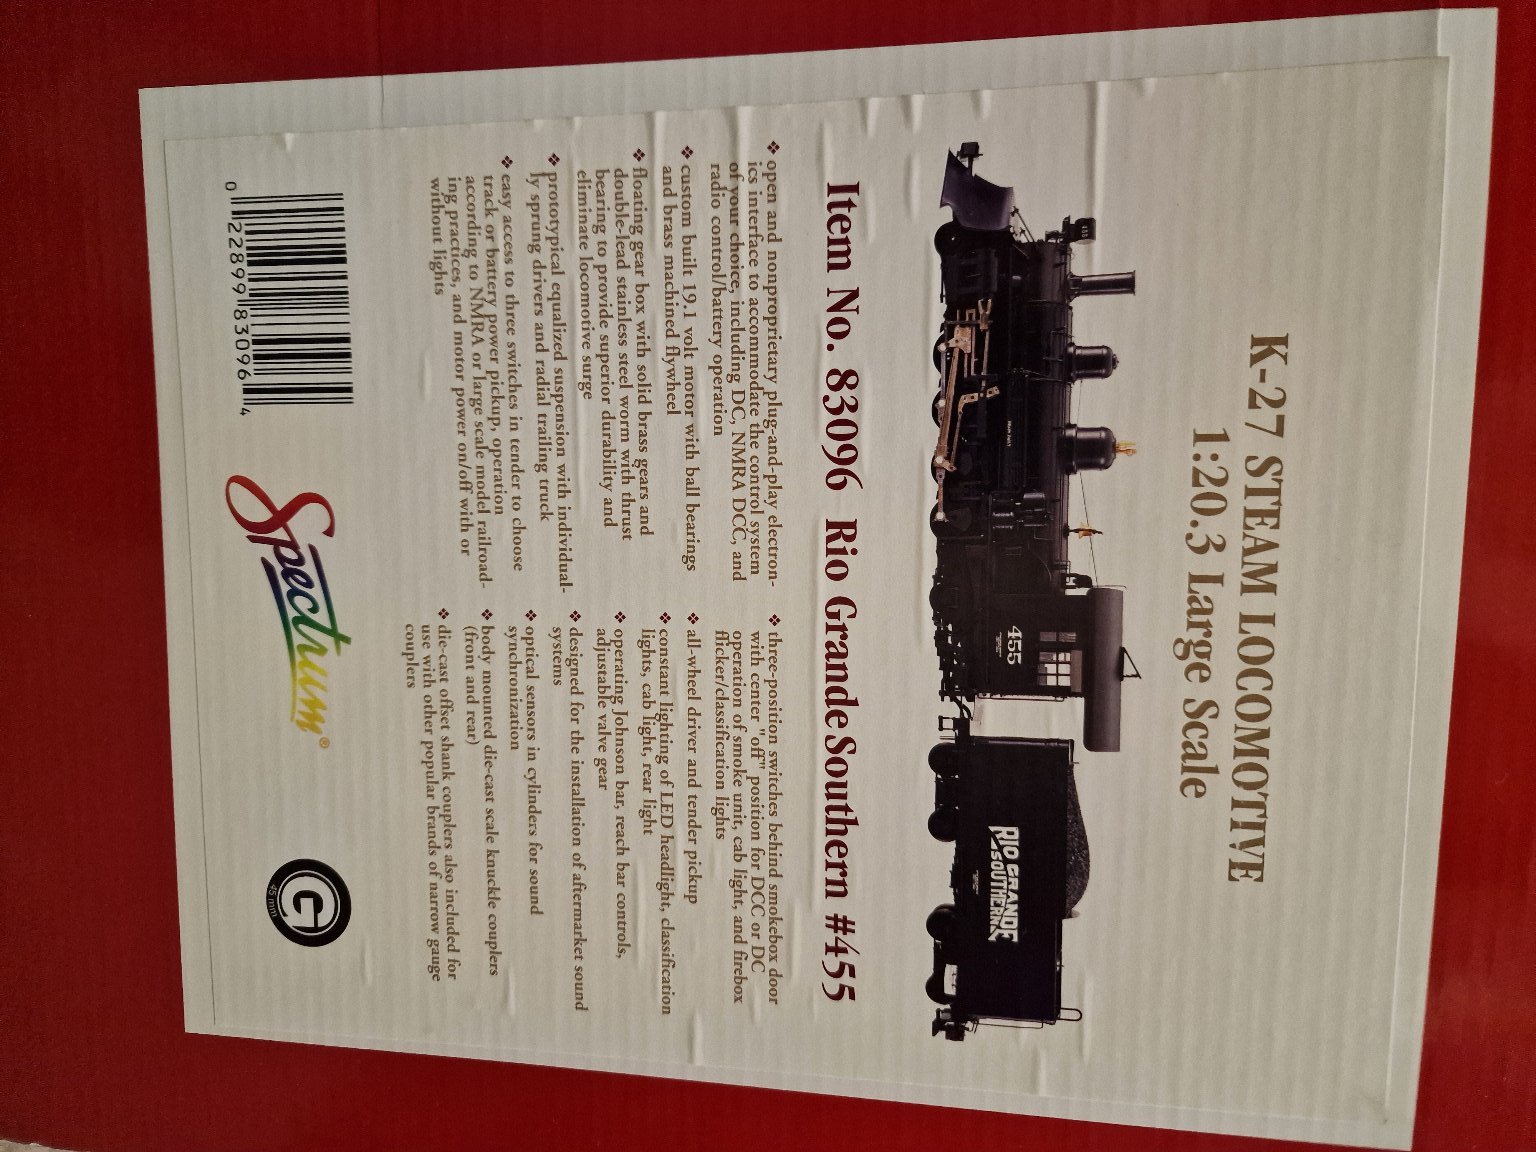 K-27 STEAM LOCOMOTIVE
1:20.3 Large Scale
455
455
RIO GRANDE
SOUTHERN
Item No. 83096 Rio Grande Southern #455
❖ open and nonproprietary plug-and-play electron-
ics interface to accommodate the control system
of your choice, including DC, NMRA DCC, and
radio control/battery operation
❖ custom built 19.1 volt motor with ball bearings
and brass machined flywheel
❖ floating gear box with solid brass gears and
double-lead stainless steel worm with thrust
bearing to provide superior durability and
eliminate locomotive surge
❖ prototypical equalized suspension with individual-
ly sprung drivers and radial trailing truck
❖ easy access to three switches in tender to choose
track or battery power pickup, operation
according to NMRA or large scale model railroad-
ing practices, and motor power on/off with or
without lights
❖ three-position switches behind smokebox door
with center "off" position for DCC or DC
operation of smoke unit, cab light, and firebox
flicker/classification lights
❖ all-wheel driver and tender pickup
❖ constant lighting of LED headlight, classification
lights, cab light, rear light
❖ operating Johnson bar, reach bar controls,
adjustable valve gear
❖ designed for the installation of aftermarket sound
systems
❖ optical sensors in cylinders for sound
synchronization
❖ body mounted die-cast scale knuckle couplers
(front and rear)
❖ die-cast offset shank couplers also included for
use with other popular brands of narrow gauge
couplers
0 22899 83096 4
Spectrum®
G
45 mm